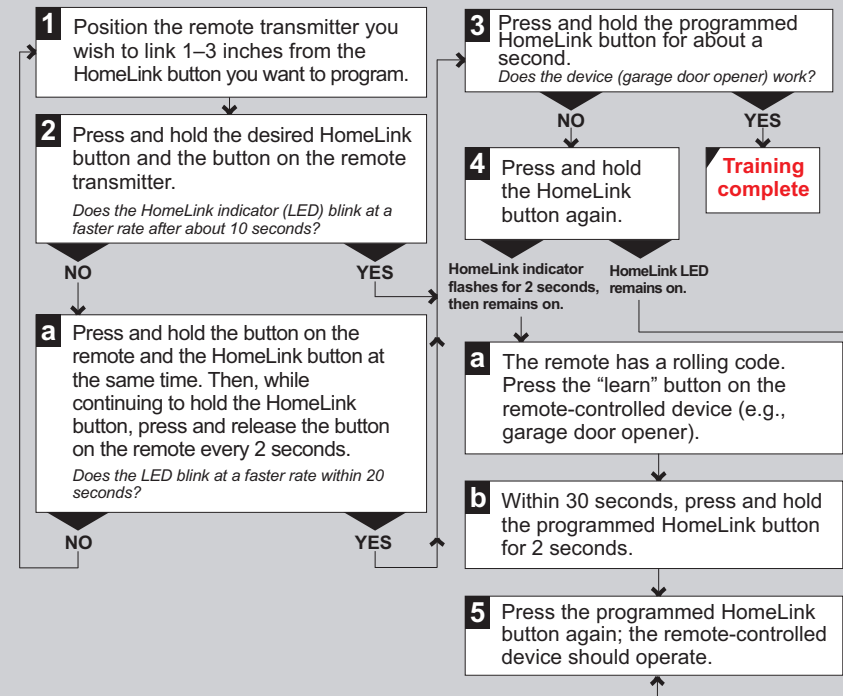 1
Position the remote transmitter you
wish to link 1–3 inches from the
HomeLink button you want to program.
2
Press and hold the desired HomeLink
button and the button on the remote
transmitter.
Does the HomeLink indicator (LED) blink at a
faster rate after about 10 seconds?
NO
YES
a
Press and hold the button on the
remote and the HomeLink button at
the same time. Then, while
continuing to hold the HomeLink
button, press and release the button
on the remote every 2 seconds.
Does the LED blink at a faster rate within 20
seconds?
NO
YES
3
Press and hold the programmed
HomeLink button for about a
second.
Does the device (garage door opener) work?
NO
YES
4
Press and hold
the HomeLink
button again.
Training
complete
HomeLink indicator
flashes for 2 seconds,
then remains on.
HomeLink LED
remains on.
a
The remote has a rolling code.
Press the “learn” button on the
remote-controlled device (e.g.,
garage door opener).
b
Within 30 seconds, press and hold
the programmed HomeLink button
for 2 seconds.
5
Press the programmed HomeLink
button again; the remote-controlled
device should operate.